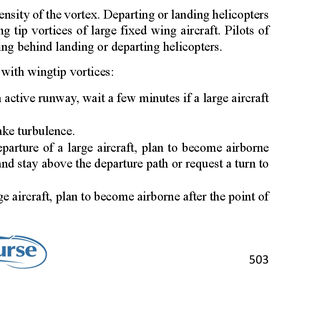 ensity of the vortex. Departing or landing helicopters
g tip vortices of large fixed wing aircraft. Pilots of
ng behind landing or departing helicopters.
with wingtip vortices:
active runway, wait a few minutes if a large aircraft
ake turbulence.
eparture of a large aircraft, plan to become airborne
and stay above the departure path or request a turn to
ge aircraft, plan to become airborne after the point of
urse
503